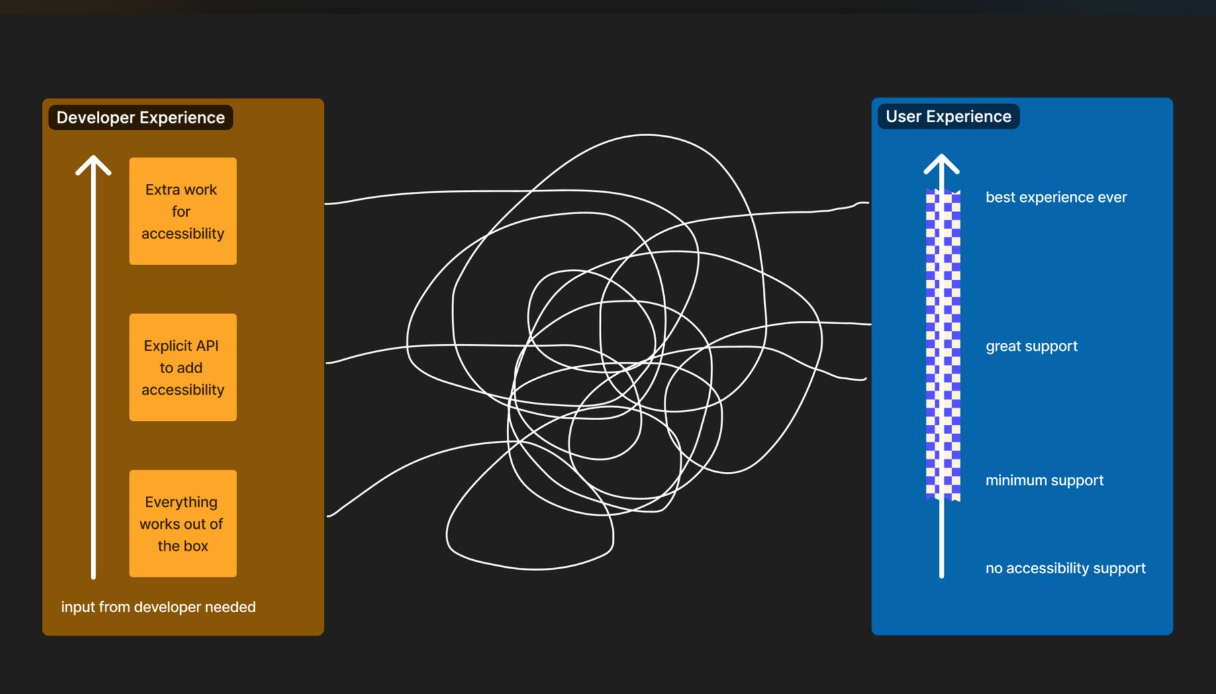 Developer Experience
Extra work
for
accessibility
Explicit API
to add
accessibility
Everything
works out of
the box
input from developer needed
User Experience
best experience ever
great support
minimum support
no accessibility support